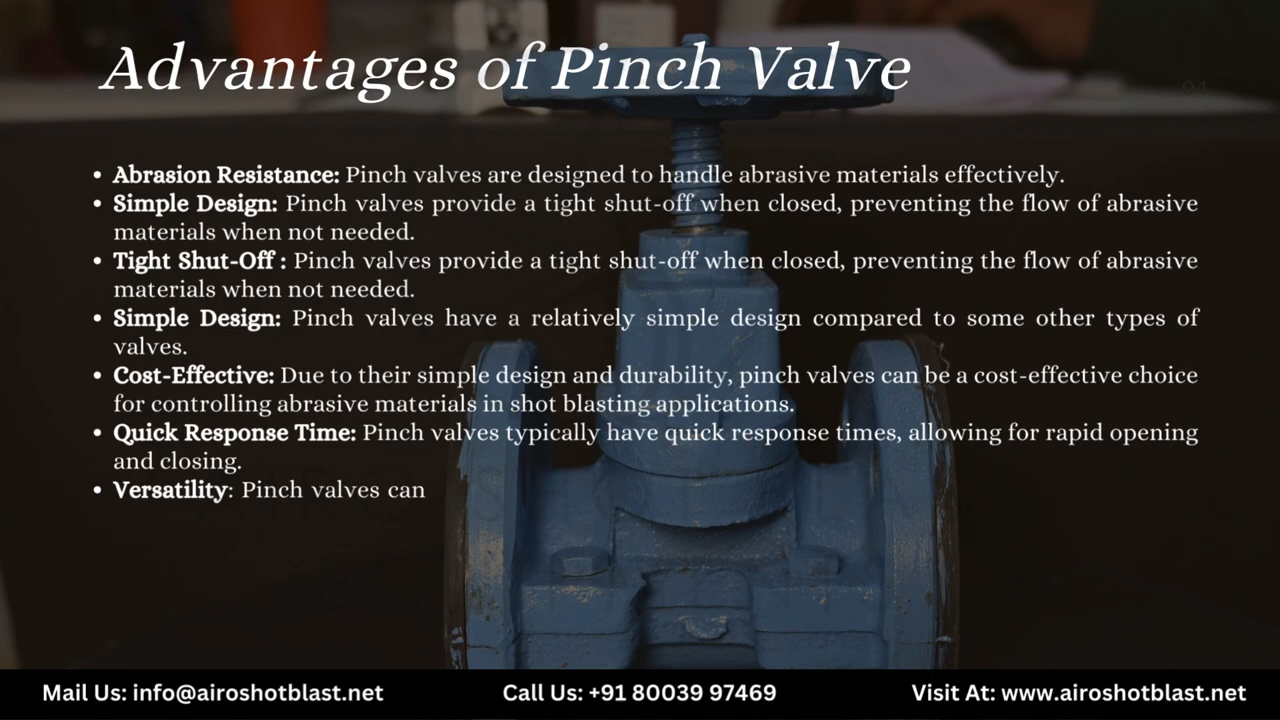 Advantages of Pinch Valve
04
• Abrasion Resistance: Pinch valves are designed to handle abrasive materials effectively.
• Simple Design: Pinch valves provide a tight shut-off when closed, preventing the flow of abrasive
materials when not needed.
• Tight Shut-Off : Pinch valves provide a tight shut-off when closed, preventing the flow of abrasive
materials when not needed.
• Simple Design: Pinch valves have a relatively simple design compared to some other types of
valves.
• Cost-Effective: Due to their simple design and durability, pinch valves can be a cost-effective choice
for controlling abrasive materials in shot blasting applications.
• Quick Response Time: Pinch valves typically have quick response times, allowing for rapid opening
and closing.
• Versatility: Pinch valves can
Mail Us: info@airoshotblast.net Call Us: +91 80039 97469 Visit At: www.airoshotblast.net